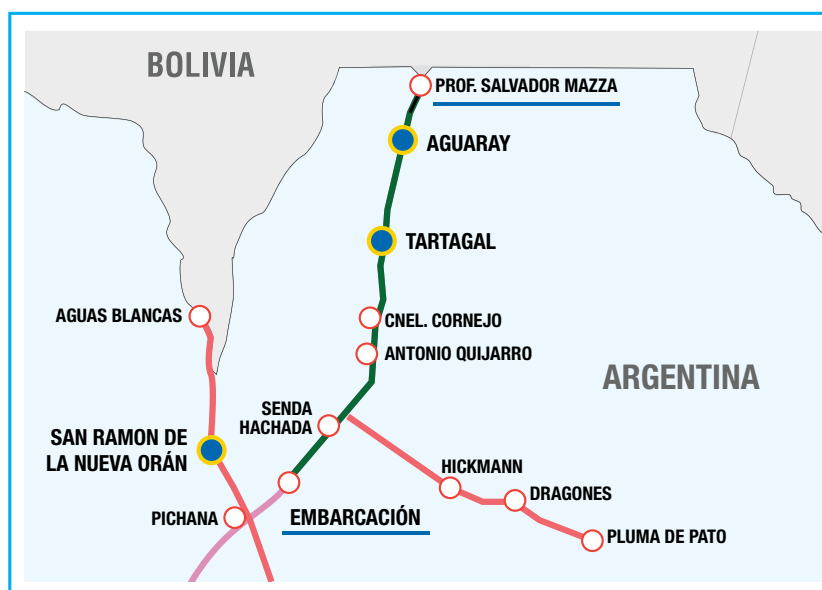 BOLIVIA
PROF. SALVADOR MAZZA
AGUARAY
TARTAGAL
AGUAS BLANCAS
CNEL. CORNEJO
ANTONIO QUIJARRO
ARGENTINA
SENDA
HACHADA
SAN RAMON DE
LA NUEVA ORÁN
HICKMANN
DRAGONES
PICHANA
EMBARCACIÓN
PLUMA DE PATO